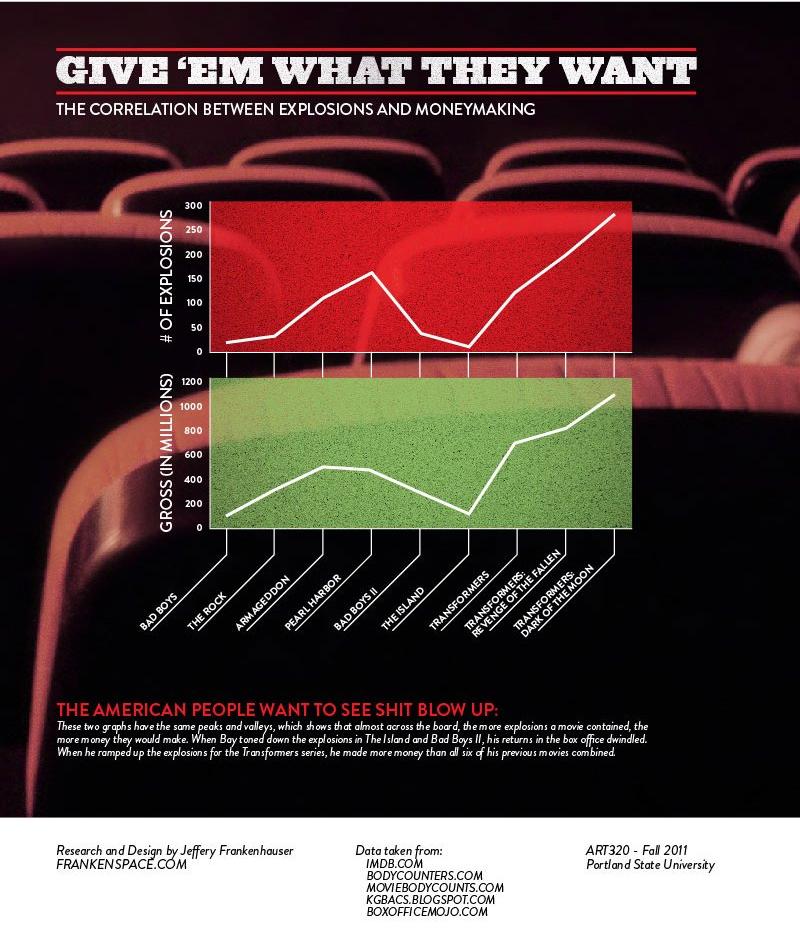 GIVE ‘EM WHAT THEY WANT
THE CORRELATION BETWEEN EXPLOSIONS AND MONEYMAKING
# OF EXPLOSIONS
300
250
200
150
100
50
0
GROSS (IN MILLIONS)
1200
1000
800
600
400
200
0
BAD BOYS
THE ROCK
ARMAGEDDON
PEARL HARBOR
BAD BOYS II
THE ISLAND
TRANSFORMERS
TRANSFORMERS:
REVENGE OF THE FALLEN
TRANSFORMERS:
DARK OF THE MOON
THE AMERICAN PEOPLE WANT TO SEE SHIT BLOW UP:
These two graphs have the same peaks and valleys, which shows that almost across the board, the more explosions a movie contained, the
more money they would make. When Bay toned down the explosions in The Island and Bad Boys II, his returns in the box office dwindled.
When he ramped up the explosions for the Transformers series, he made more money than all six of his previous movies combined.
Research and Design by Jeffery Frankenhauser
FRANKENSPACE.COM
Data taken from:
IMDB.COM
BODYCOUNTERS.COM
MOVIEBODYCOUNTS.COM
KGBACS.BLOGSPOT.COM
BOXOFFICEMOJO.COM
ART320 - Fall 2011
Portland State University